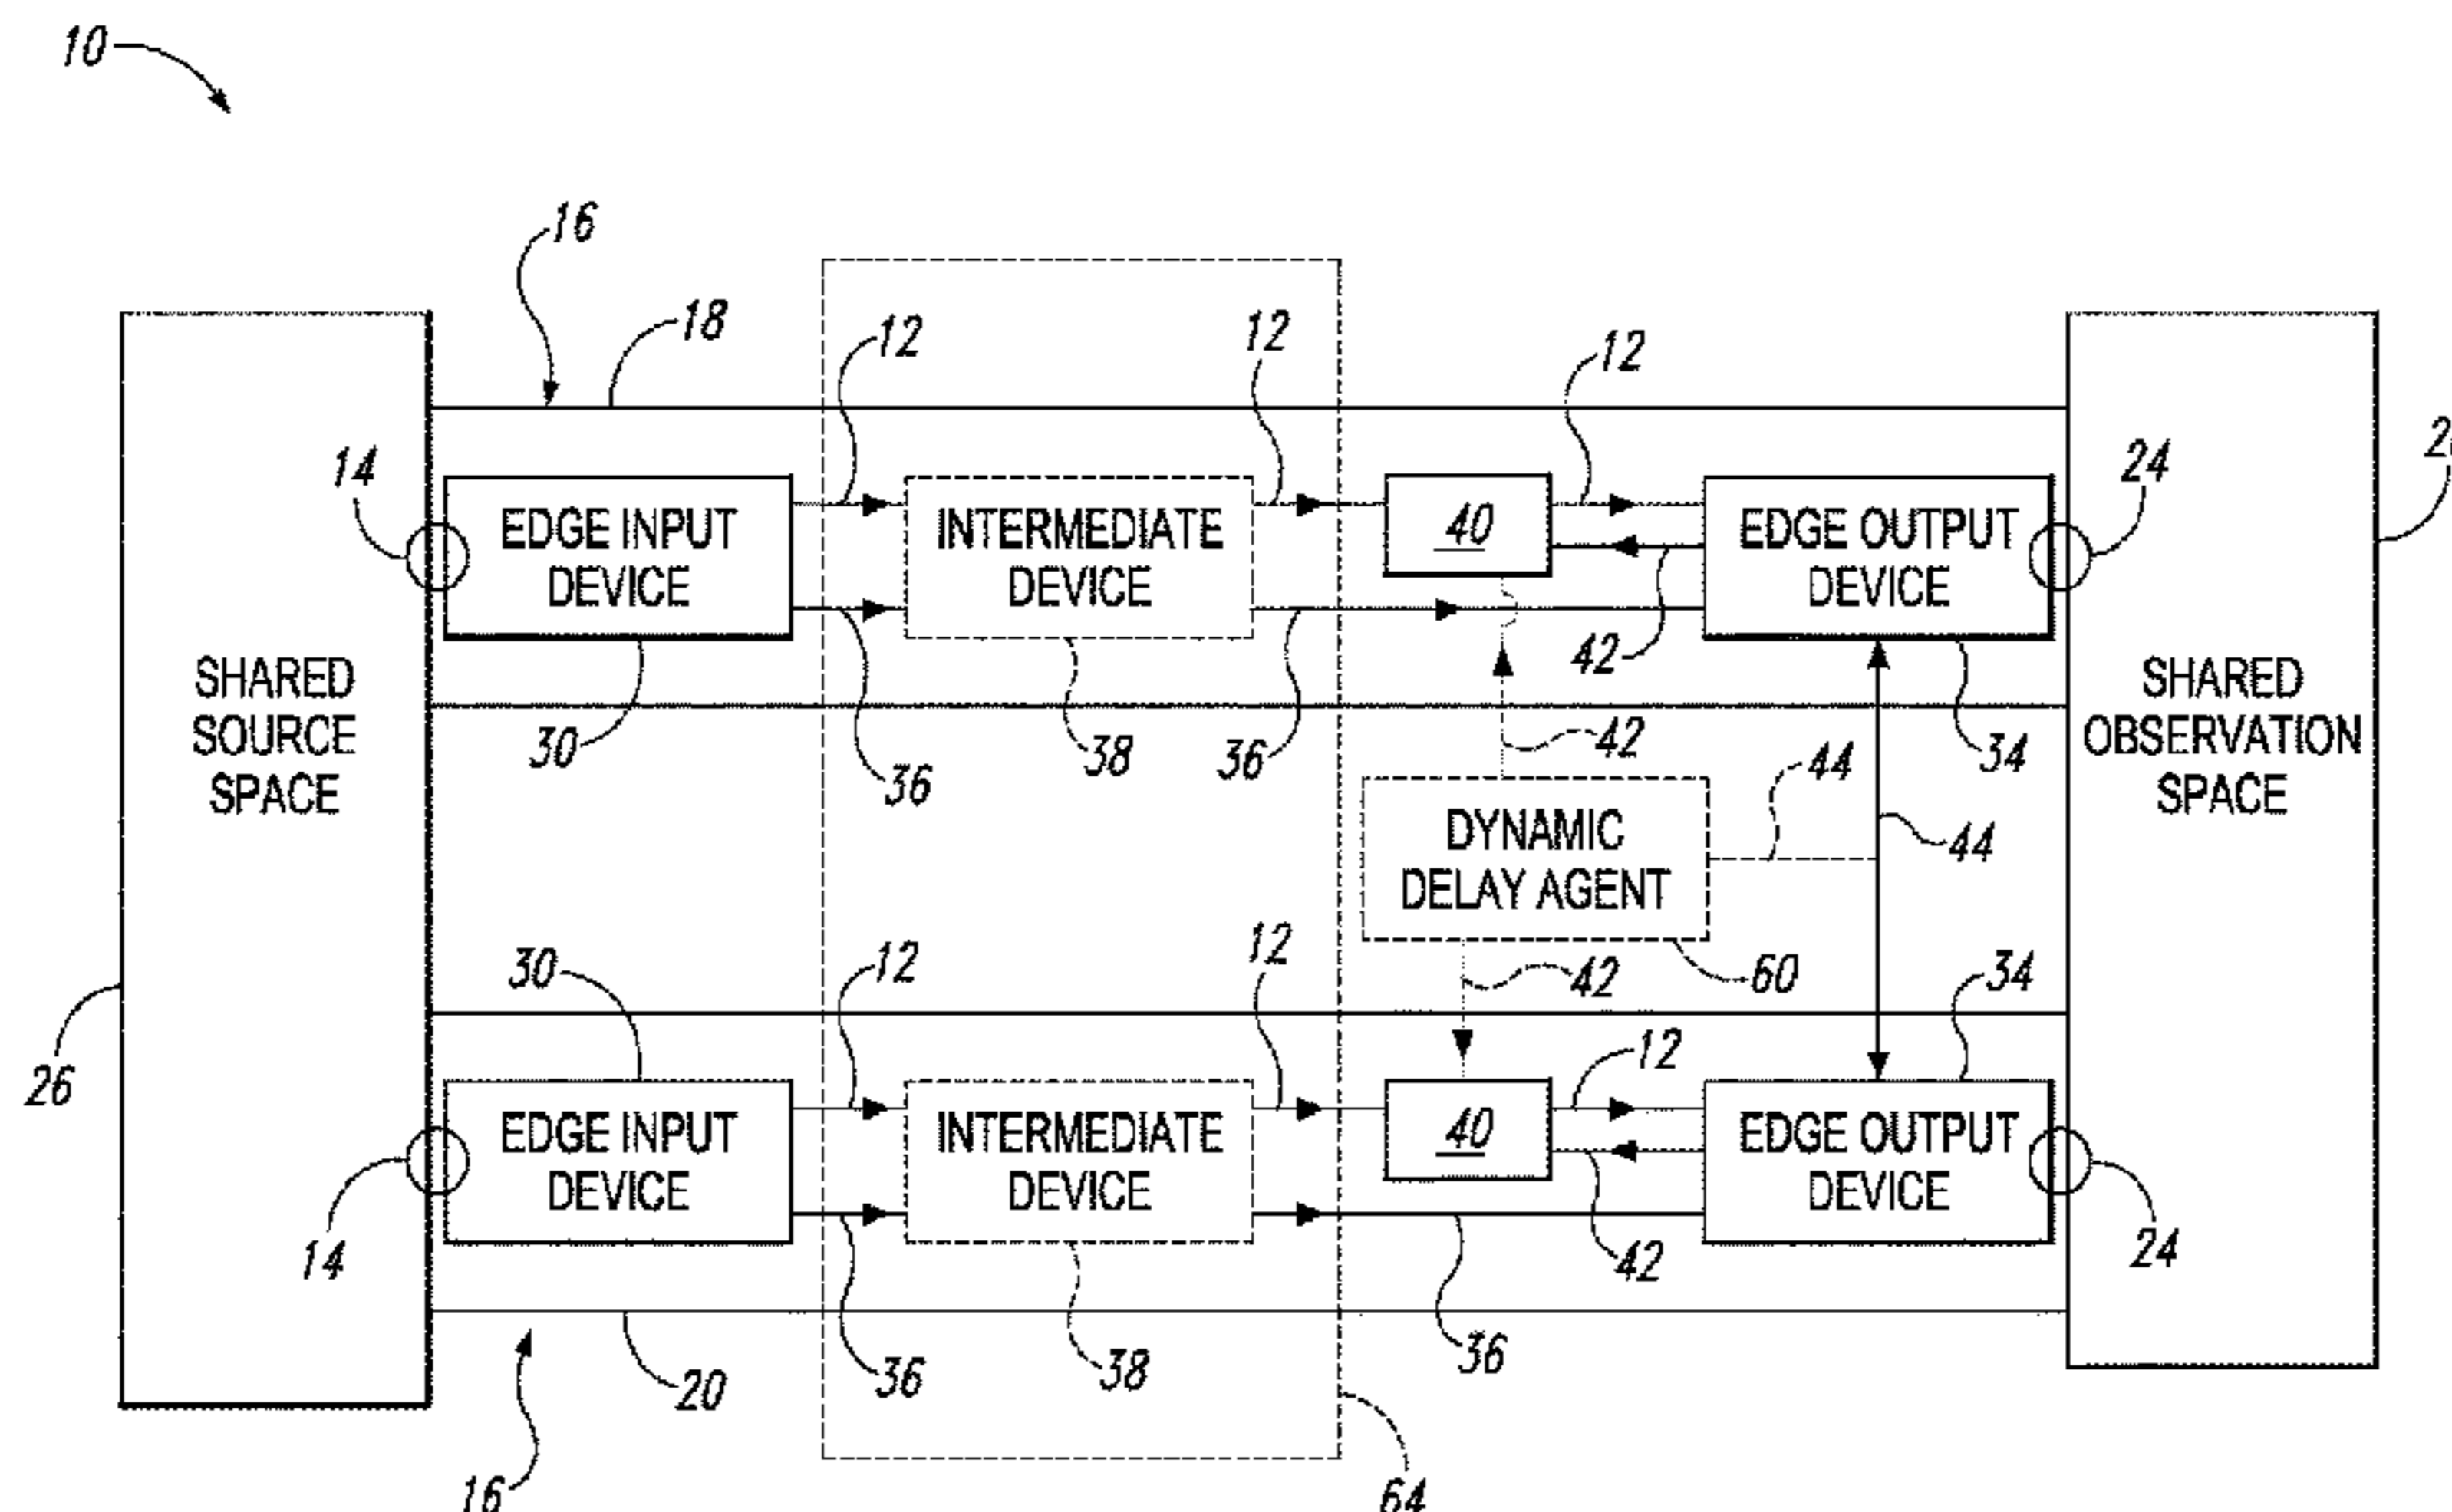 10
16
18
12
12
12
14
24
EDGE INPUT
DEVICE
INTERMEDIATE
DEVICE
40
EDGE OUTPUT
DEVICE
42
SHARED
SOURCE
SPACE
SHARED
OBSERVATION
SPACE
30
36
38
36
42
34
44
44
DYNAMIC
DELAY AGENT
30
12
12
42
60
34
26
12
EDGE INPUT
DEVICE
INTERMEDIATE
DEVICE
40
EDGE OUTPUT
DEVICE
14
42
24
20
36
38
36
16
64